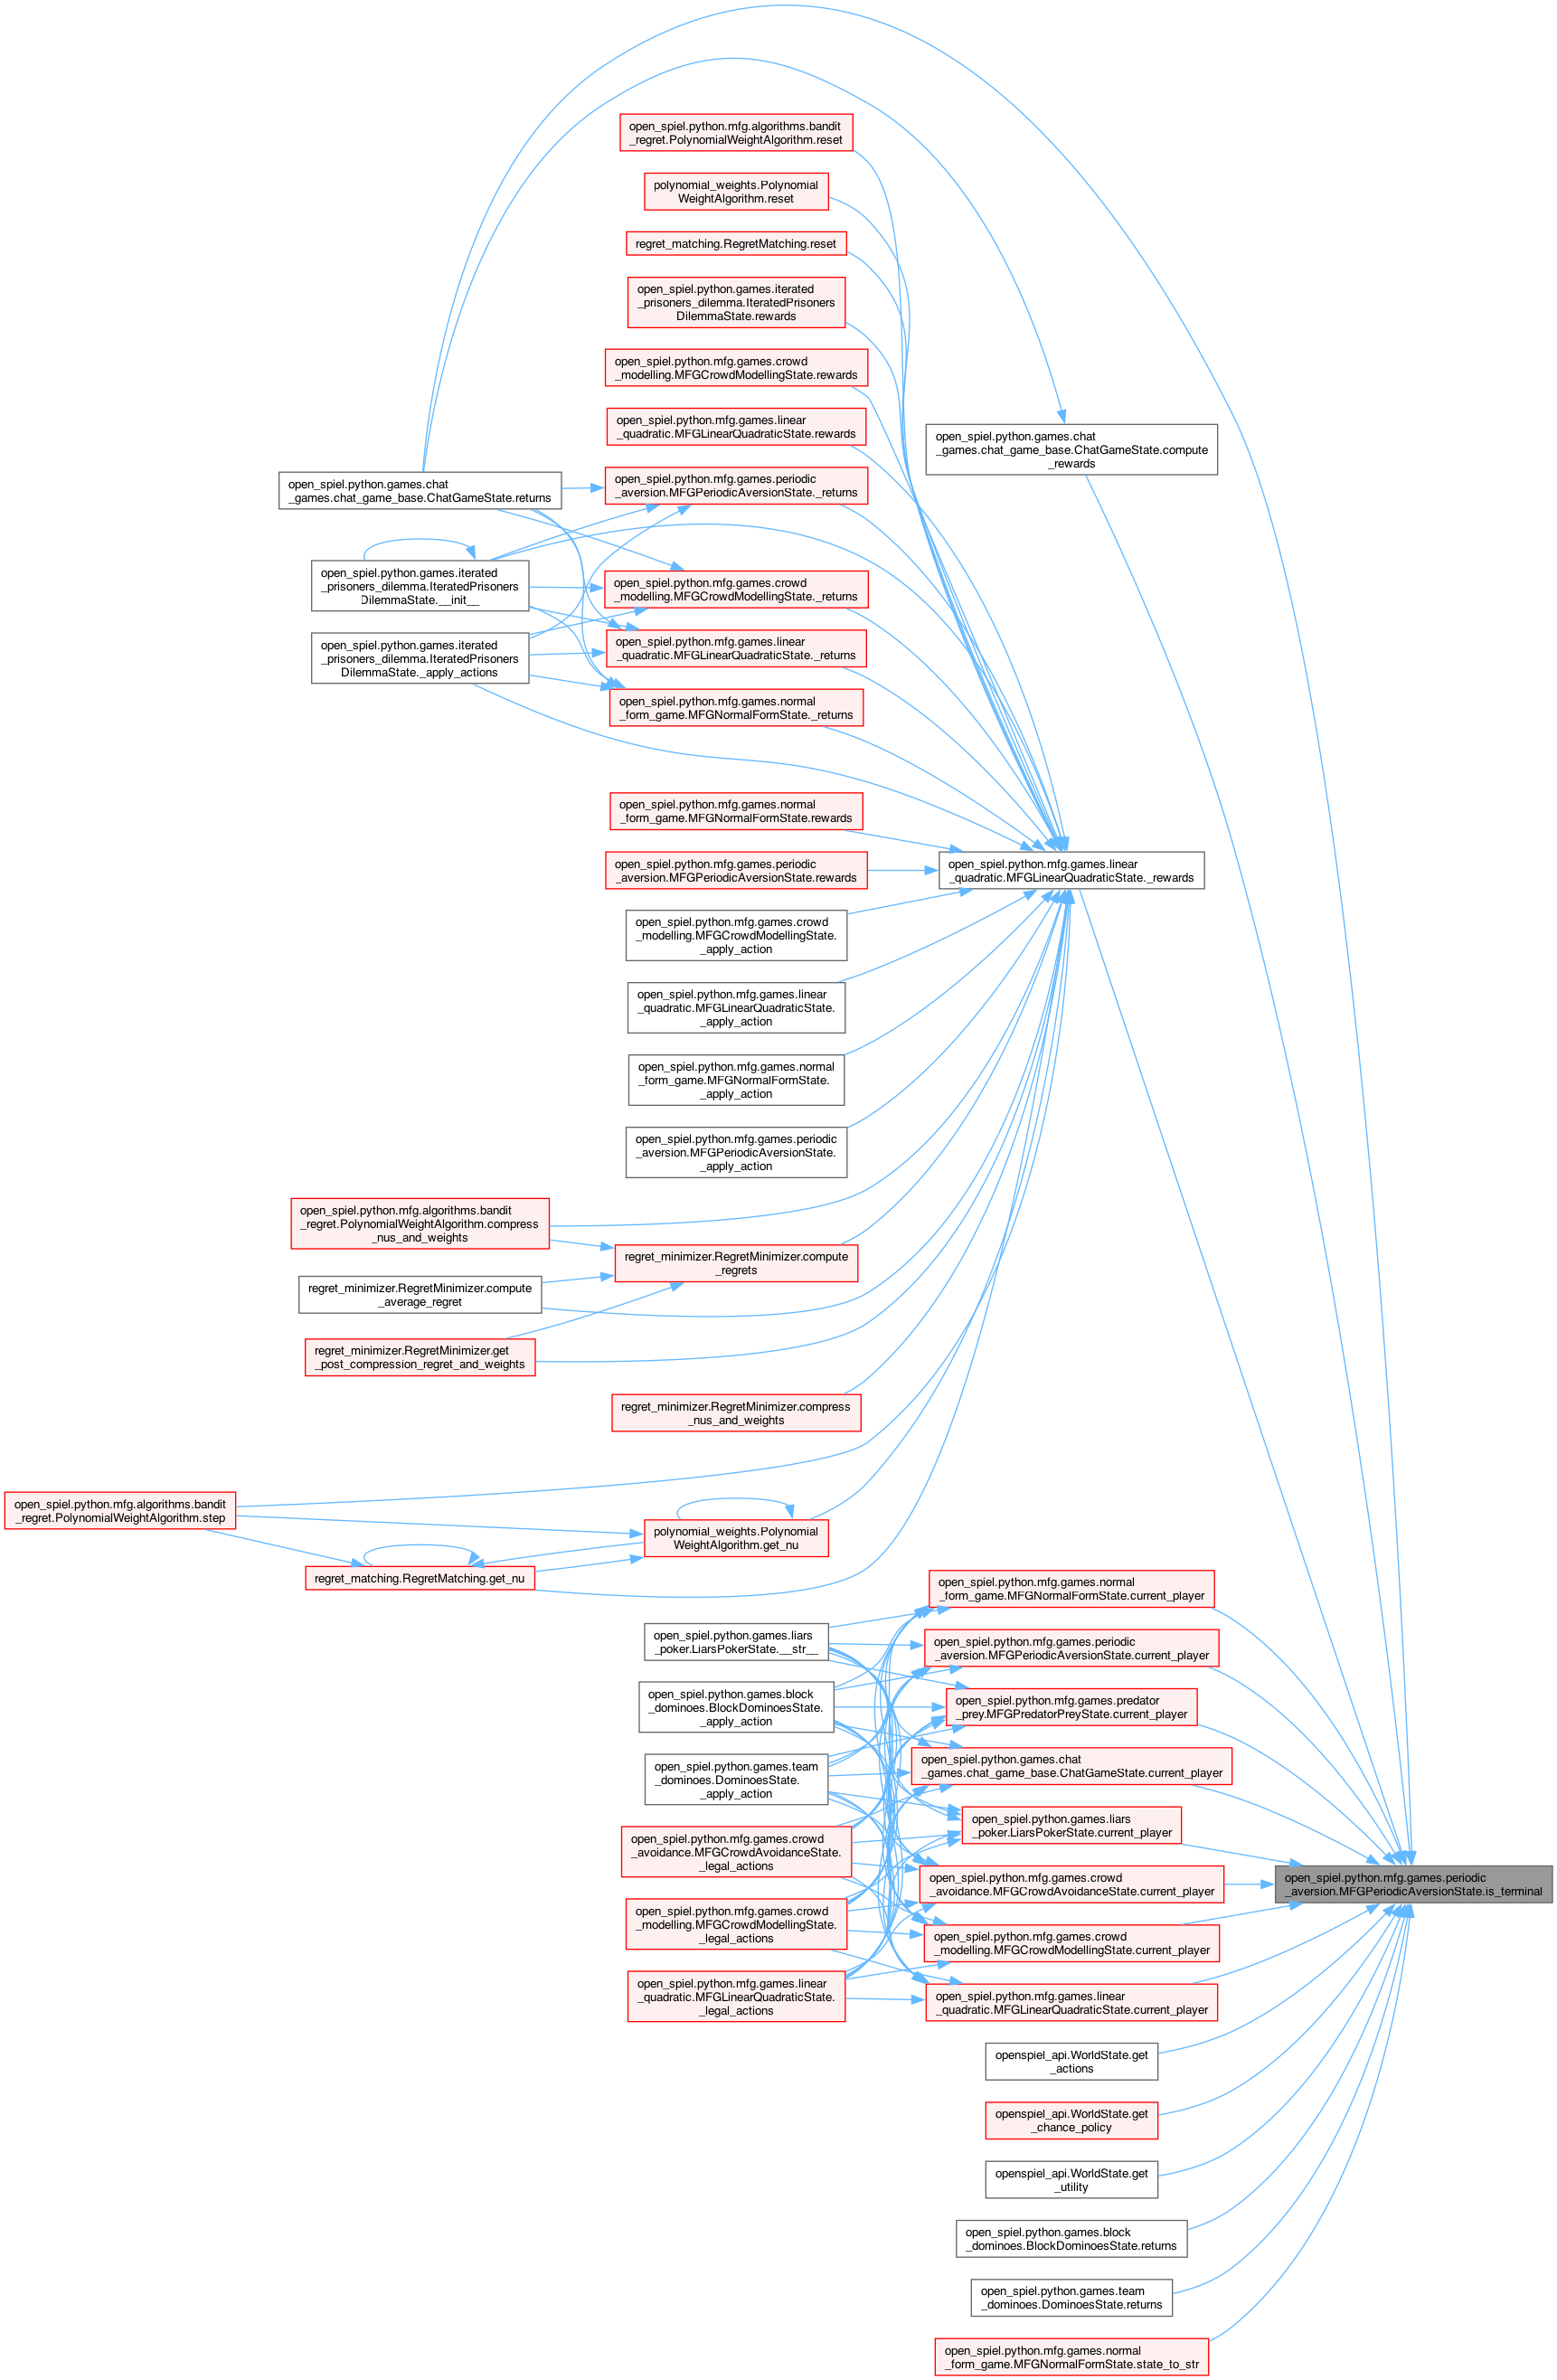 open_spiel.python.mfg.algorithms.bandit
_regret.PolynomialWeightAlgorithm.reset
polynomial_weights.Polynomial
WeightAlgorithm.reset
regret_matching.RegretMatching.reset
open_spiel.python.games.iterated
_prisoners_dilemma.IteratedPrisoners
DilemmaState.rewards
open_spiel.python.mfg.games.crowd
_modelling.MFGCrowdModellingState.rewards
open_spiel.python.mfg.games.linear
_quadratic.MFGLinearQuadraticState.rewards
open_spiel.python.games.chat
_games.chat_game_base.ChatGameState.compute
_rewards
open_spiel.python.games.chat
_games.chat_game_base.ChatGameState.returns
open_spiel.python.mfg.games.periodic
_aversion.MFGPeriodicAversionState._returns
open_spiel.python.games.iterated
_prisoners_dilemma.IteratedPrisoners
DilemmaState.__init__
open_spiel.python.mfg.games.crowd
_modelling.MFGCrowdModellingState._returns
open_spiel.python.games.iterated
_prisoners_dilemma.IteratedPrisoners
DilemmaState._apply_actions
open_spiel.python.mfg.games.linear
_quadratic.MFGLinearQuadraticState._returns
open_spiel.python.mfg.games.normal
_form_game.MFGNormalFormState._returns
open_spiel.python.mfg.games.normal
_form_game.MFGNormalFormState.rewards
open_spiel.python.mfg.games.periodic
_aversion.MFGPeriodicAversionState.rewards
open_spiel.python.mfg.games.linear
_quadratic.MFGLinearQuadraticState._rewards
open_spiel.python.mfg.games.crowd
_modelling.MFGCrowdModellingState.
_apply_action
open_spiel.python.mfg.games.linear
_quadratic.MFGLinearQuadraticState.
_apply_action
open_spiel.python.mfg.games.normal
_form_game.MFGNormalFormState.
_apply_action
open_spiel.python.mfg.games.periodic
_aversion.MFGPeriodicAversionState.
_apply_action
open_spiel.python.mfg.algorithms.bandit
_regret.PolynomialWeightAlgorithm.compress
_nus_and_weights
regret_minimizer.RegretMinimizer.compute
_regrets
regret_minimizer.RegretMinimizer.compute
_average_regret
regret_minimizer.RegretMinimizer.get
_post_compression_regret_and_weights
regret_minimizer.RegretMinimizer.compress
_nus_and_weights
open_spiel.python.mfg.algorithms.bandit
_regret.PolynomialWeightAlgorithm.step
polynomial_weights.Polynomial
WeightAlgorithm.get_nu
regret_matching.RegretMatching.get_nu
open_spiel.python.mfg.games.normal
_form_game.MFGNormalFormState.current_player
open_spiel.python.games.liars
_poker.LiarsPokerState.__str__
open_spiel.python.mfg.games.periodic
_aversion.MFGPeriodicAversionState.current_player
open_spiel.python.games.block
_dominoes.BlockDominoesState.
_apply_action
open_spiel.python.mfg.games.predator
_prey.MFGPredatorPreyState.current_player
open_spiel.python.games.team
_dominoes.DominoesState.
_apply_action
open_spiel.python.games.chat
_games.chat_game_base.ChatGameState.current_player
open_spiel.python.mfg.games.crowd
_avoidance.MFGCrowdAvoidanceState.
_legal_actions
open_spiel.python.games.liars
_poker.LiarsPokerState.current_player
open_spiel.python.mfg.games.periodic
_aversion.MFGPeriodicAversionState.is_terminal
open_spiel.python.mfg.games.crowd
_avoidance.MFGCrowdAvoidanceState.current_player
open_spiel.python.mfg.games.crowd
_modelling.MFGCrowdModellingState.
_legal_actions
open_spiel.python.mfg.games.crowd
_modelling.MFGCrowdModellingState.current_player
open_spiel.python.mfg.games.linear
_quadratic.MFGLinearQuadraticState.
_legal_actions
open_spiel.python.mfg.games.linear
_quadratic.MFGLinearQuadraticState.current_player
openspiel_api.WorldState.get
_actions
openspiel_api.WorldState.get
_chance_policy
openspiel_api.WorldState.get
_utility
open_spiel.python.games.block
_dominoes.BlockDominoesState.returns
open_spiel.python.games.team
_dominoes.DominoesState.returns
open_spiel.python.mfg.games.normal
_form_game.MFGNormalFormState.state_to_str